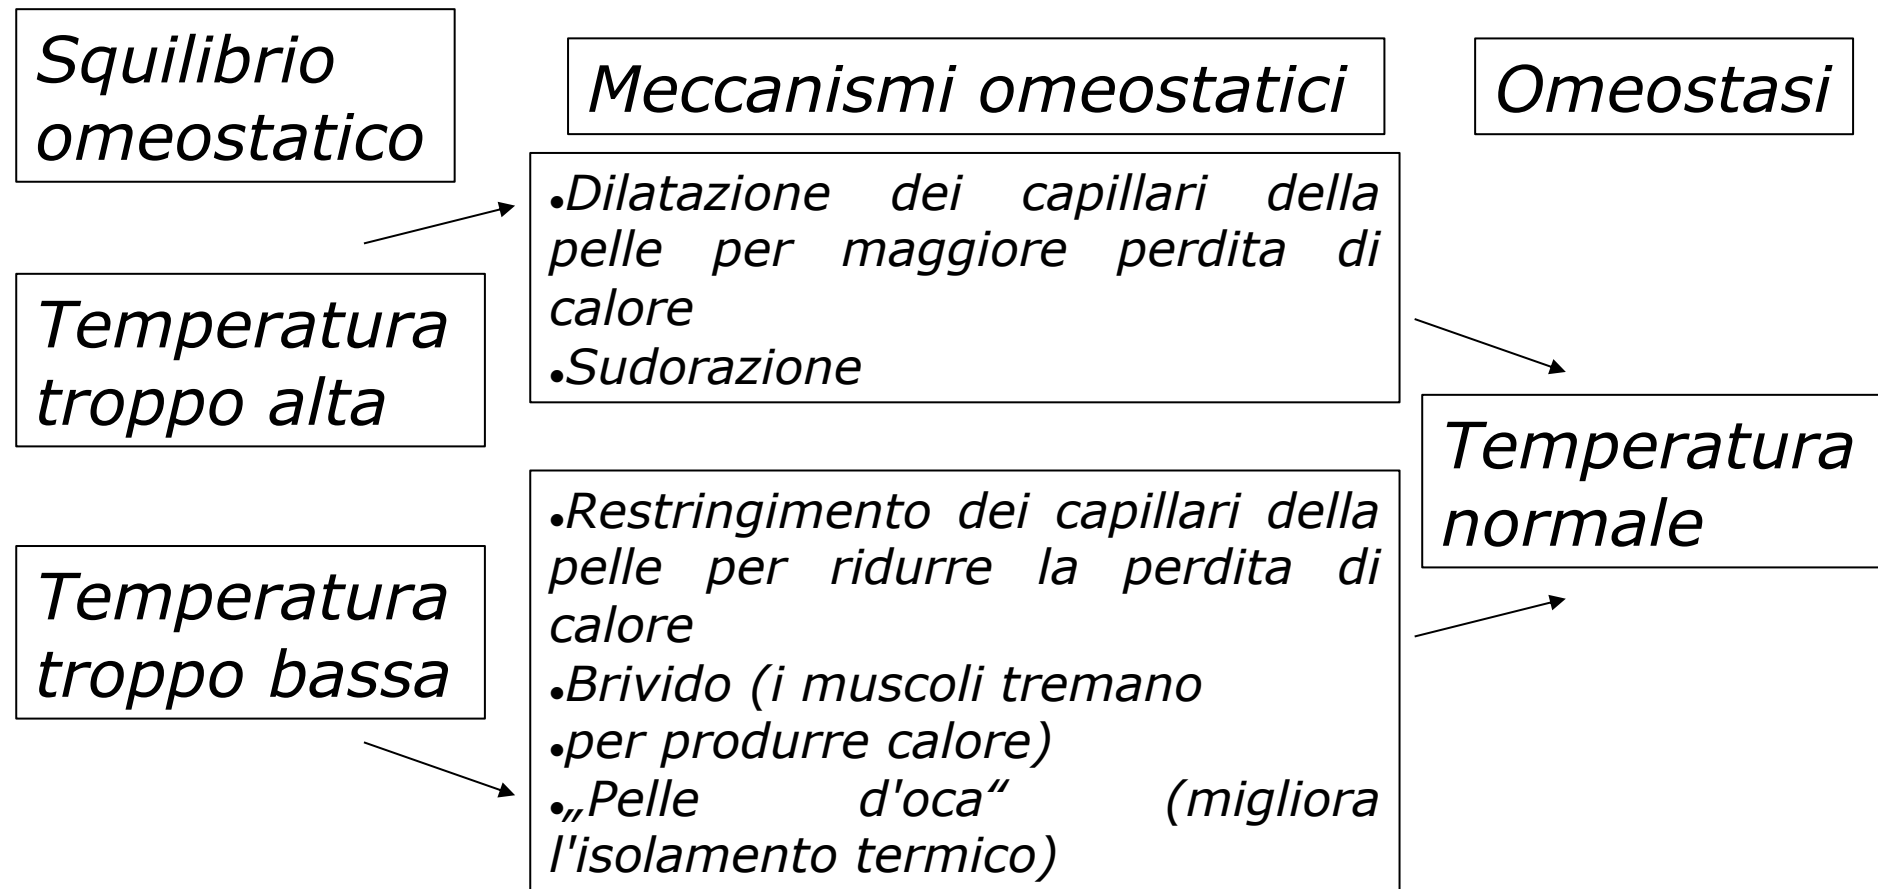 Squilibrio
omeostatico
Meccanismi omeostatici
Omeostasi
Temperatura
troppo alta
•Dilatazione dei capillari della
pelle per maggiore perdita di
calore
•Sudorazione
Temperatura
troppo bassa
•Restringimento dei capillari della
pelle per ridurre la perdita di
calore
•Brivido (i muscoli tremano
•per produrre calore)
•„Pelle d'oca“ (migliora
l'isolamento termico)
Temperatura
normale